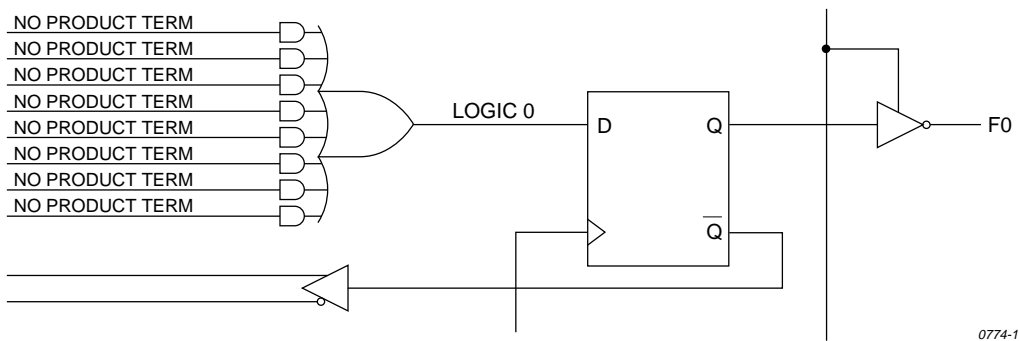 NO PRODUCT TERM
NO PRODUCT TERM
NO PRODUCT TERM
NO PRODUCT TERM
NO PRODUCT TERM
NO PRODUCT TERM
NO PRODUCT TERM
NO PRODUCT TERM
LOGIC 0
D
Q
F0
Q̅
0774-1